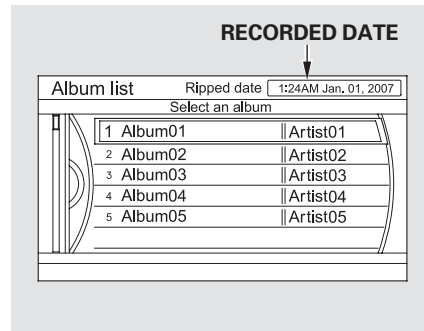 RECORDED DATE
Album list Ripped date 1:24AM Jan. 01, 2007
Select an album
1 Album01 Artist01
2 Album02 Artist02
3 Album03 Artist03
4 Album04 Artist04
5 Album05 Artist05